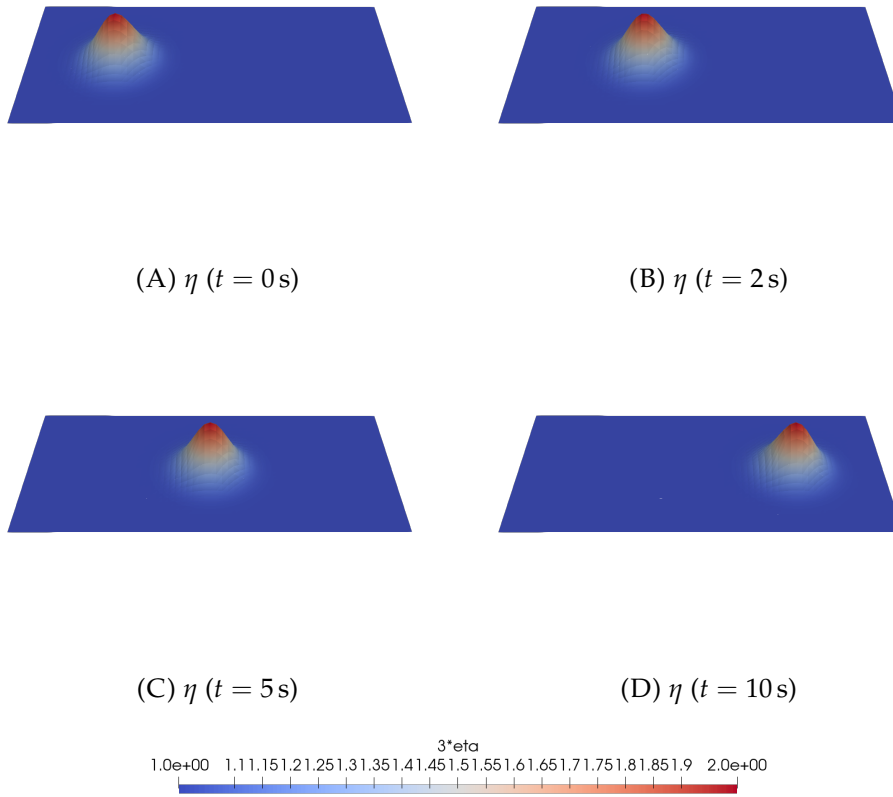 (A) η (t = 0 s)
(B) η (t = 2 s)
(C) η (t = 5 s)
(D) η (t = 10 s)
3*eta
1.0e+00 1.1 1.15 1.2 1.25 1.3 1.35 1.4 1.45 1.5 1.55 1.6 1.65 1.7 1.75 1.8 1.85 1.9 2.0e+00